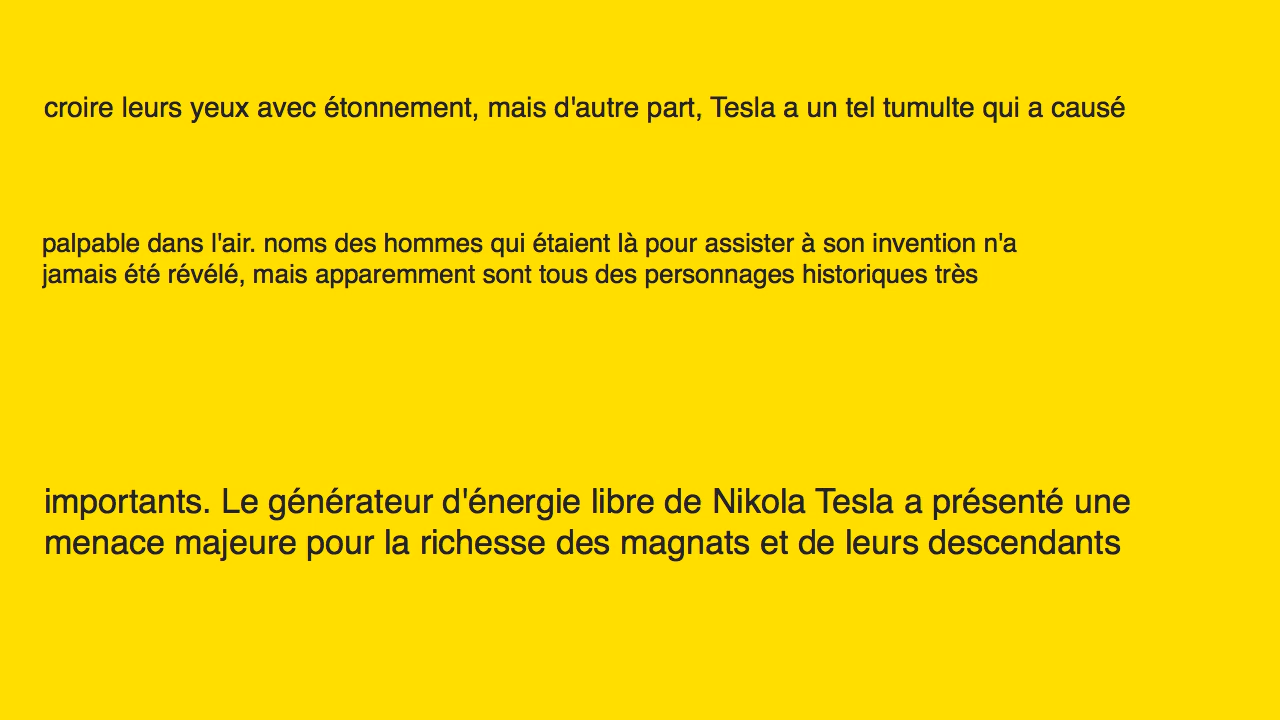 croire leurs yeux avec étonnement, mais d'autre part, Tesla a un tel tumulte qui a causé
palpable dans l'air. noms des hommes qui étaient là pour assister à son invention n'a
jamais été révélé, mais apparemment sont tous des personnages historiques très
importants. Le générateur d'énergie libre de Nikola Tesla a présenté une
menace majeure pour la richesse des magnats et de leurs descendants